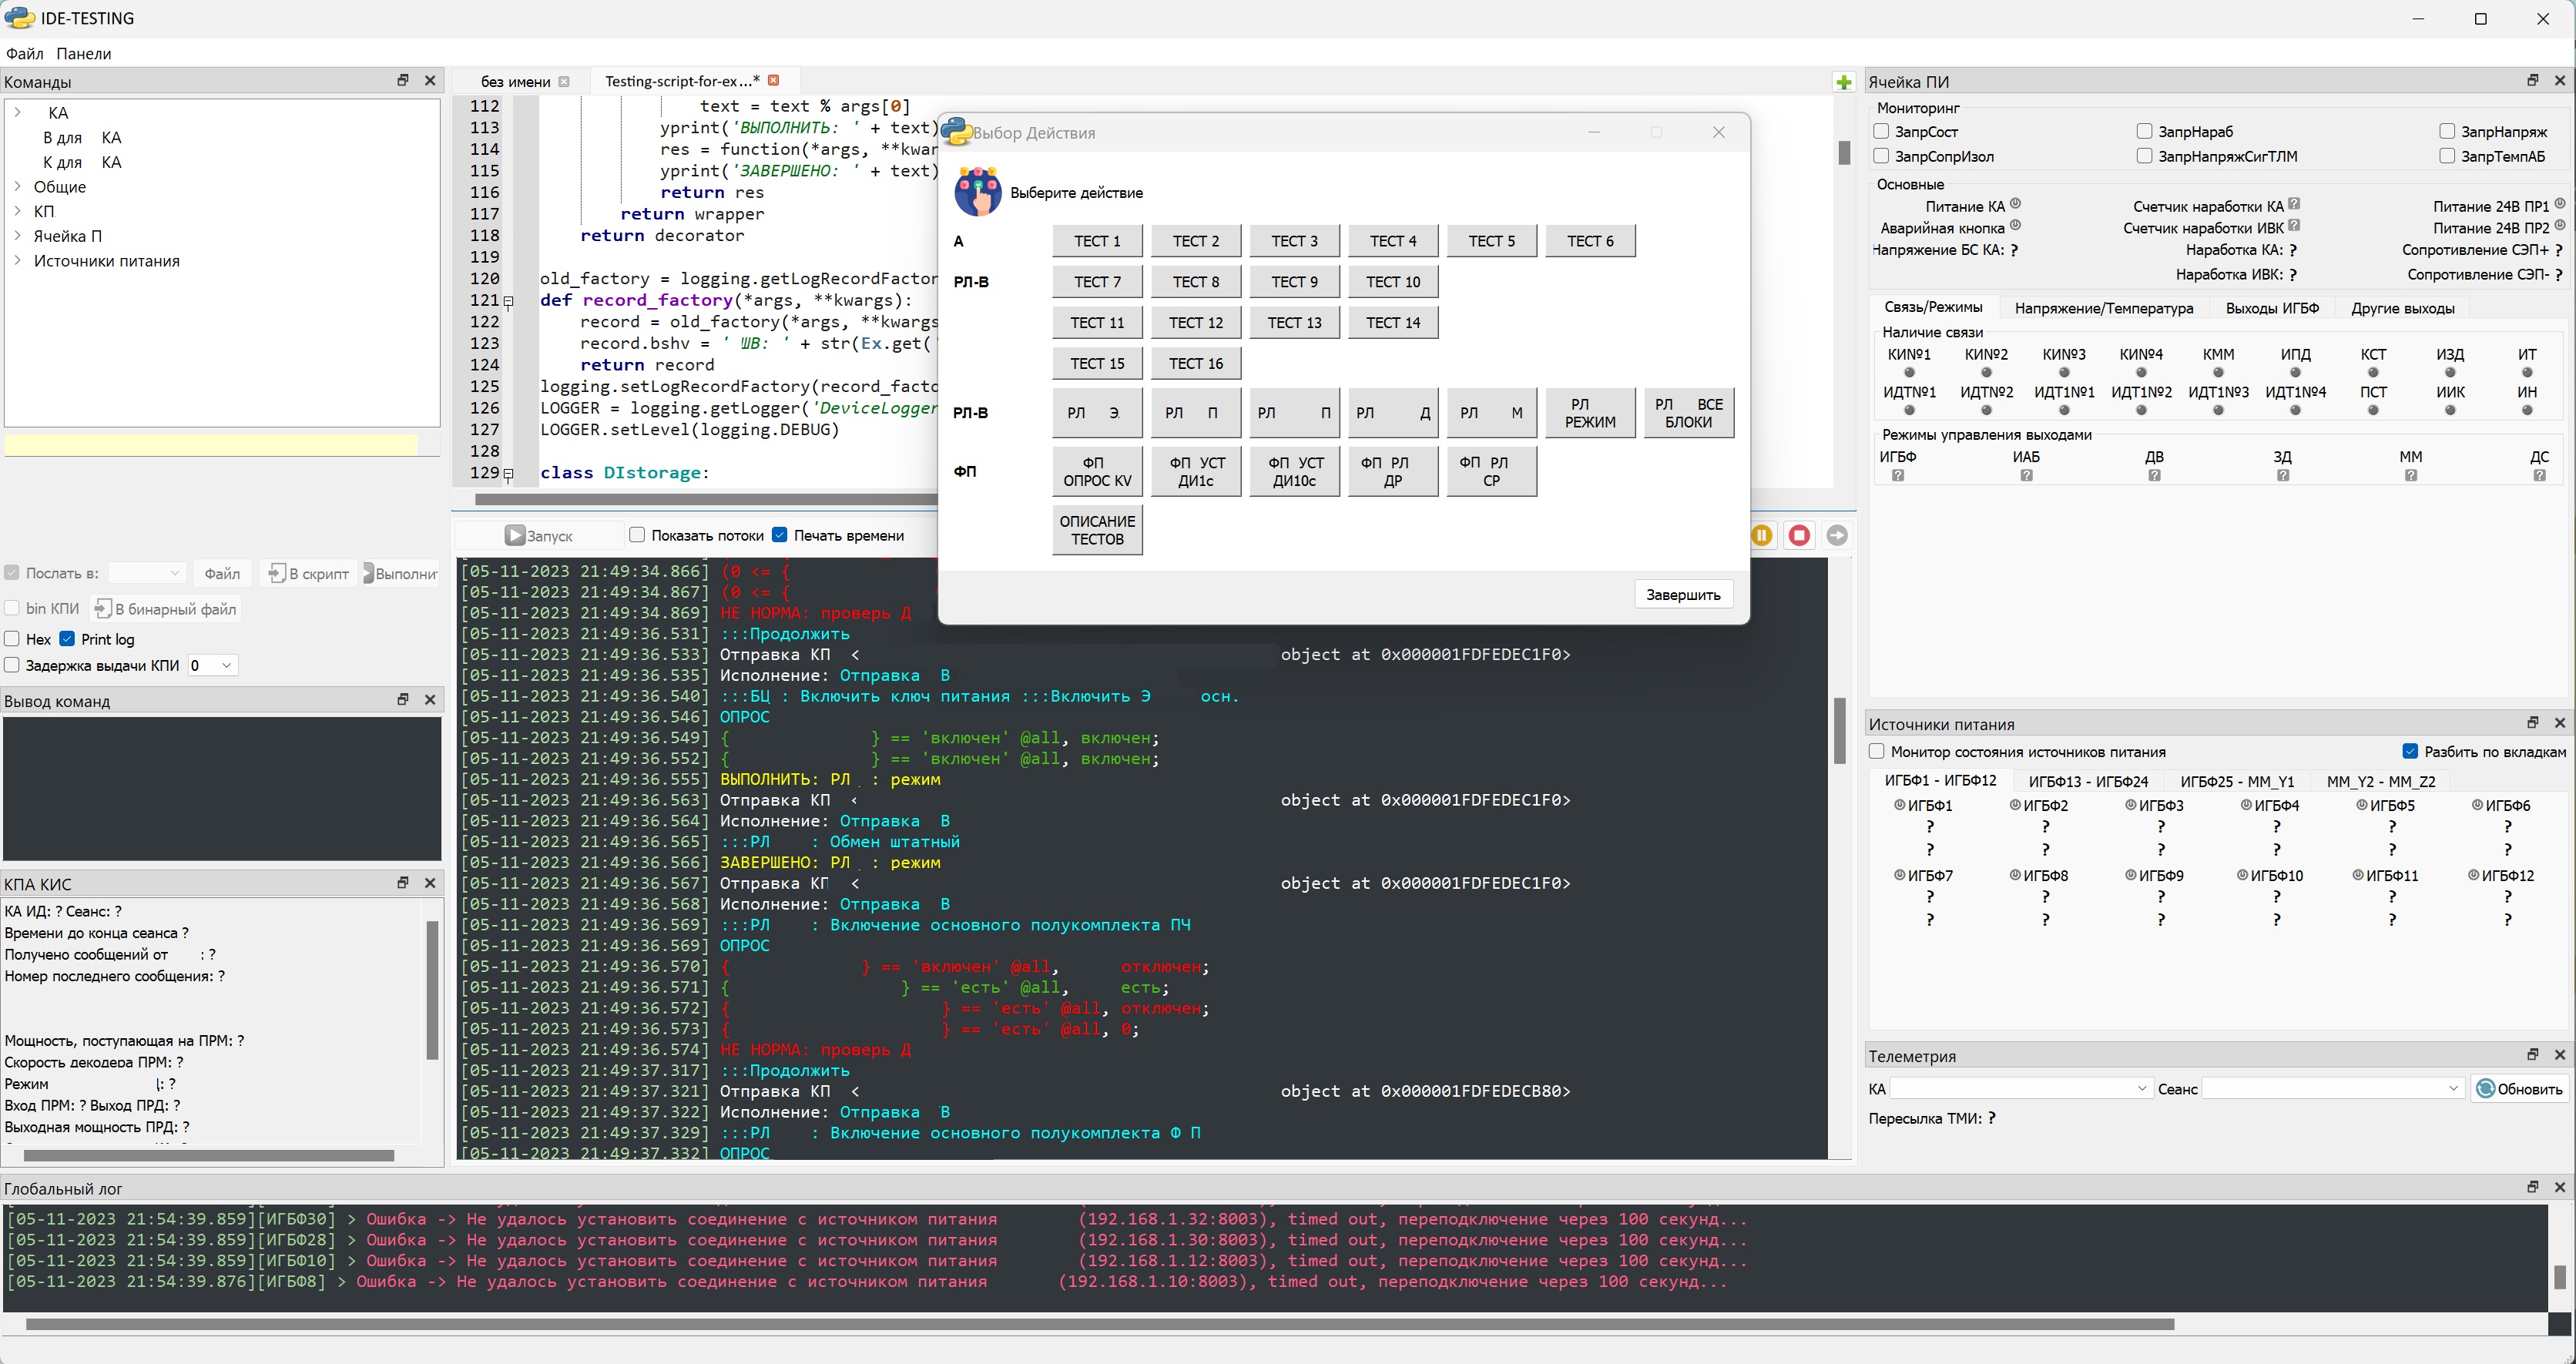 IDE-TESTING
Файл Панели
Команды
КА
В для КА
К для КА
Общие
КП
Ячейка П
Источники питания
Послать в: Файл В скрипт
bin КПИ В бинарный файл
Hex Print log
Задержка выдачи КПИ 0
Вывод команд
КПА КИС
КА ИД: ? Сеанс: ?
Времени до конца сеанса ?
Получено сообщений от : ?
Номер последнего сообщения: ?
Мощность, поступающая на ПРМ: ?
Скорость декодера ПРМ: ?
Режим : ?
Вход ПРМ: ? Выход ПРД: ?
Выходная мощность ПРД: ?
без имени Testing-script-for-ex...*
112 text = text % args[0]
113 yprint('ВЫПОЛНИТЬ: ' + text)
114 res = function(*args, **kwar
115 yprint('ЗАВЕРШЕНО: ' + text)
116 return res
117 return wrapper
118 return decorator
119
120 old_factory = logging.getLogRecordFactor
121 def record_factory(*args, **kwargs):
122 record = old_factory(*args, **kwargs
123 record.bshv = ' ШВ: ' + str(Ex.get('
124 return record
125 logging.setLogRecordFactory(record_facto
126 LOGGER = logging.getLogger('DeviceLogger
127 LOGGER.setLevel(logging.DEBUG)
128
129 class DIstorage:
Выбор Действия
Выберите действие
А ТЕСТ 1 ТЕСТ 2 ТЕСТ 3 ТЕСТ 4 ТЕСТ 5 ТЕСТ 6
РЛ-В ТЕСТ 7 ТЕСТ 8 ТЕСТ 9 ТЕСТ 10
ТЕСТ 11 ТЕСТ 12 ТЕСТ 13 ТЕСТ 14
ТЕСТ 15 ТЕСТ 16
РЛ-В РЛ Э РЛ П РЛ П РЛ Д РЛ М РЛ РЕЖИМ РЛ ВСЕ БЛОКИ
ФП ФП ОПРОС KV ФП УСТ ДИ1с ФП УСТ ДИ10с ФП РЛ ДР ФП РЛ СР
ОПИСАНИЕ ТЕСТОВ
Завершить
Запуск Показать потоки Печать времени
[05-11-2023 21:49:34.866] (0 <= {
[05-11-2023 21:49:34.867] (0 <= {
[05-11-2023 21:49:34.869] НЕ НОРМА: проверь Д
[05-11-2023 21:49:36.531] :::Продолжить
[05-11-2023 21:49:36.533] Отправка КП < object at 0x000001FDFEDEC1F0>
[05-11-2023 21:49:36.535] Исполнение: Отправка В
[05-11-2023 21:49:36.540] :::БЦ : Включить ключ питания :::Включить Э осн.
[05-11-2023 21:49:36.546] ОПРОС
[05-11-2023 21:49:36.549] { } == 'включен' @all, включен;
[05-11-2023 21:49:36.552] { } == 'включен' @all, включен;
[05-11-2023 21:49:36.555] ВЫПОЛНИТЬ: РЛ : режим
[05-11-2023 21:49:36.563] Отправка КП < object at 0x000001FDFEDEC1F0>
[05-11-2023 21:49:36.564] Исполнение: Отправка В
[05-11-2023 21:49:36.565] :::РЛ : Обмен штатный
[05-11-2023 21:49:36.566] ЗАВЕРШЕНО: РЛ : режим
[05-11-2023 21:49:36.567] Отправка КП < object at 0x000001FDFEDEC1F0>
[05-11-2023 21:49:36.568] Исполнение: Отправка В
[05-11-2023 21:49:36.569] :::РЛ : Включение основного полукомплекта ПЧ
[05-11-2023 21:49:36.569] ОПРОС
[05-11-2023 21:49:36.570] { } == 'включен' @all, отключен;
[05-11-2023 21:49:36.571] { } == 'есть' @all, есть;
[05-11-2023 21:49:36.572] { } == 'есть' @all, отключен;
[05-11-2023 21:49:36.573] { } == 'есть' @all, 0;
[05-11-2023 21:49:36.574] НЕ НОРМА: проверь Д
[05-11-2023 21:49:37.317] :::Продолжить
[05-11-2023 21:49:37.321] Отправка КП < object at 0x000001FDFEDECB80>
[05-11-2023 21:49:37.322] Исполнение: Отправка В
[05-11-2023 21:49:37.329] :::РЛ : Включение основного полукомплекта Ф П
[05-11-2023 21:49:37.332] ОПРОС
Ячейка ПИ
Мониторинг
ЗапрСост ЗапрНараб ЗапрНапряж
ЗапрСопрИзол ЗапрНапряжСигТЛМ ЗапрТемпАБ
Основные
Питание КА Счетчик наработки КА Питание 24В ПР1
Аварийная кнопка Счетчик наработки ИВК Питание 24В ПР2
Напряжение БС КА: ? Наработка КА: ? Сопротивление СЭП+ ?
Наработка ИВК: ? Сопротивление СЭП- ?
Связь/Режимы Напряжение/Температура Выходы ИГБФ Другие выходы
Наличие связи
КИ№1 КИ№2 КИ№3 КИ№4 КММ ИПД КСТ ИЗД ИТ
ИДТ№1 ИДТ№2 ИДТ1№1 ИДТ1№2 ИДТ1№3 ИДТ1№4 ПСТ ИИК ИН
Режимы управления выходами
ИГБФ ИАБ ДВ ЗД ММ ДС
Источники питания
Монитор состояния источников питания Разбить по вкладкам
ИГБФ1 - ИГБФ12 ИГБФ13 - ИГБФ24 ИГБФ25 - ММ_Y1 ММ_Y2 - ММ_Z2
ИГБФ1 ИГБФ2 ИГБФ3 ИГБФ4 ИГБФ5 ИГБФ6
? ? ? ? ? ?
? ? ? ? ? ?
ИГБФ7 ИГБФ8 ИГБФ9 ИГБФ10 ИГБФ11 ИГБФ12
? ? ? ? ? ?
? ? ? ? ? ?
Телеметрия
КА Сеанс Обновить
Пересылка ТМИ: ?
Глобальный лог
[05-11-2023 21:54:39.859][ИГБФ30] > Ошибка -> Не удалось установить соединение с источником питания (192.168.1.32:8003), timed out, переподключение через 100 секунд...
[05-11-2023 21:54:39.859][ИГБФ28] > Ошибка -> Не удалось установить соединение с источником питания (192.168.1.30:8003), timed out, переподключение через 100 секунд...
[05-11-2023 21:54:39.859][ИГБФ10] > Ошибка -> Не удалось установить соединение с источником питания (192.168.1.12:8003), timed out, переподключение через 100 секунд...
[05-11-2023 21:54:39.876][ИГБФ8] > Ошибка -> Не удалось установить соединение с источником питания (192.168.1.10:8003), timed out, переподключение через 100 секунд...